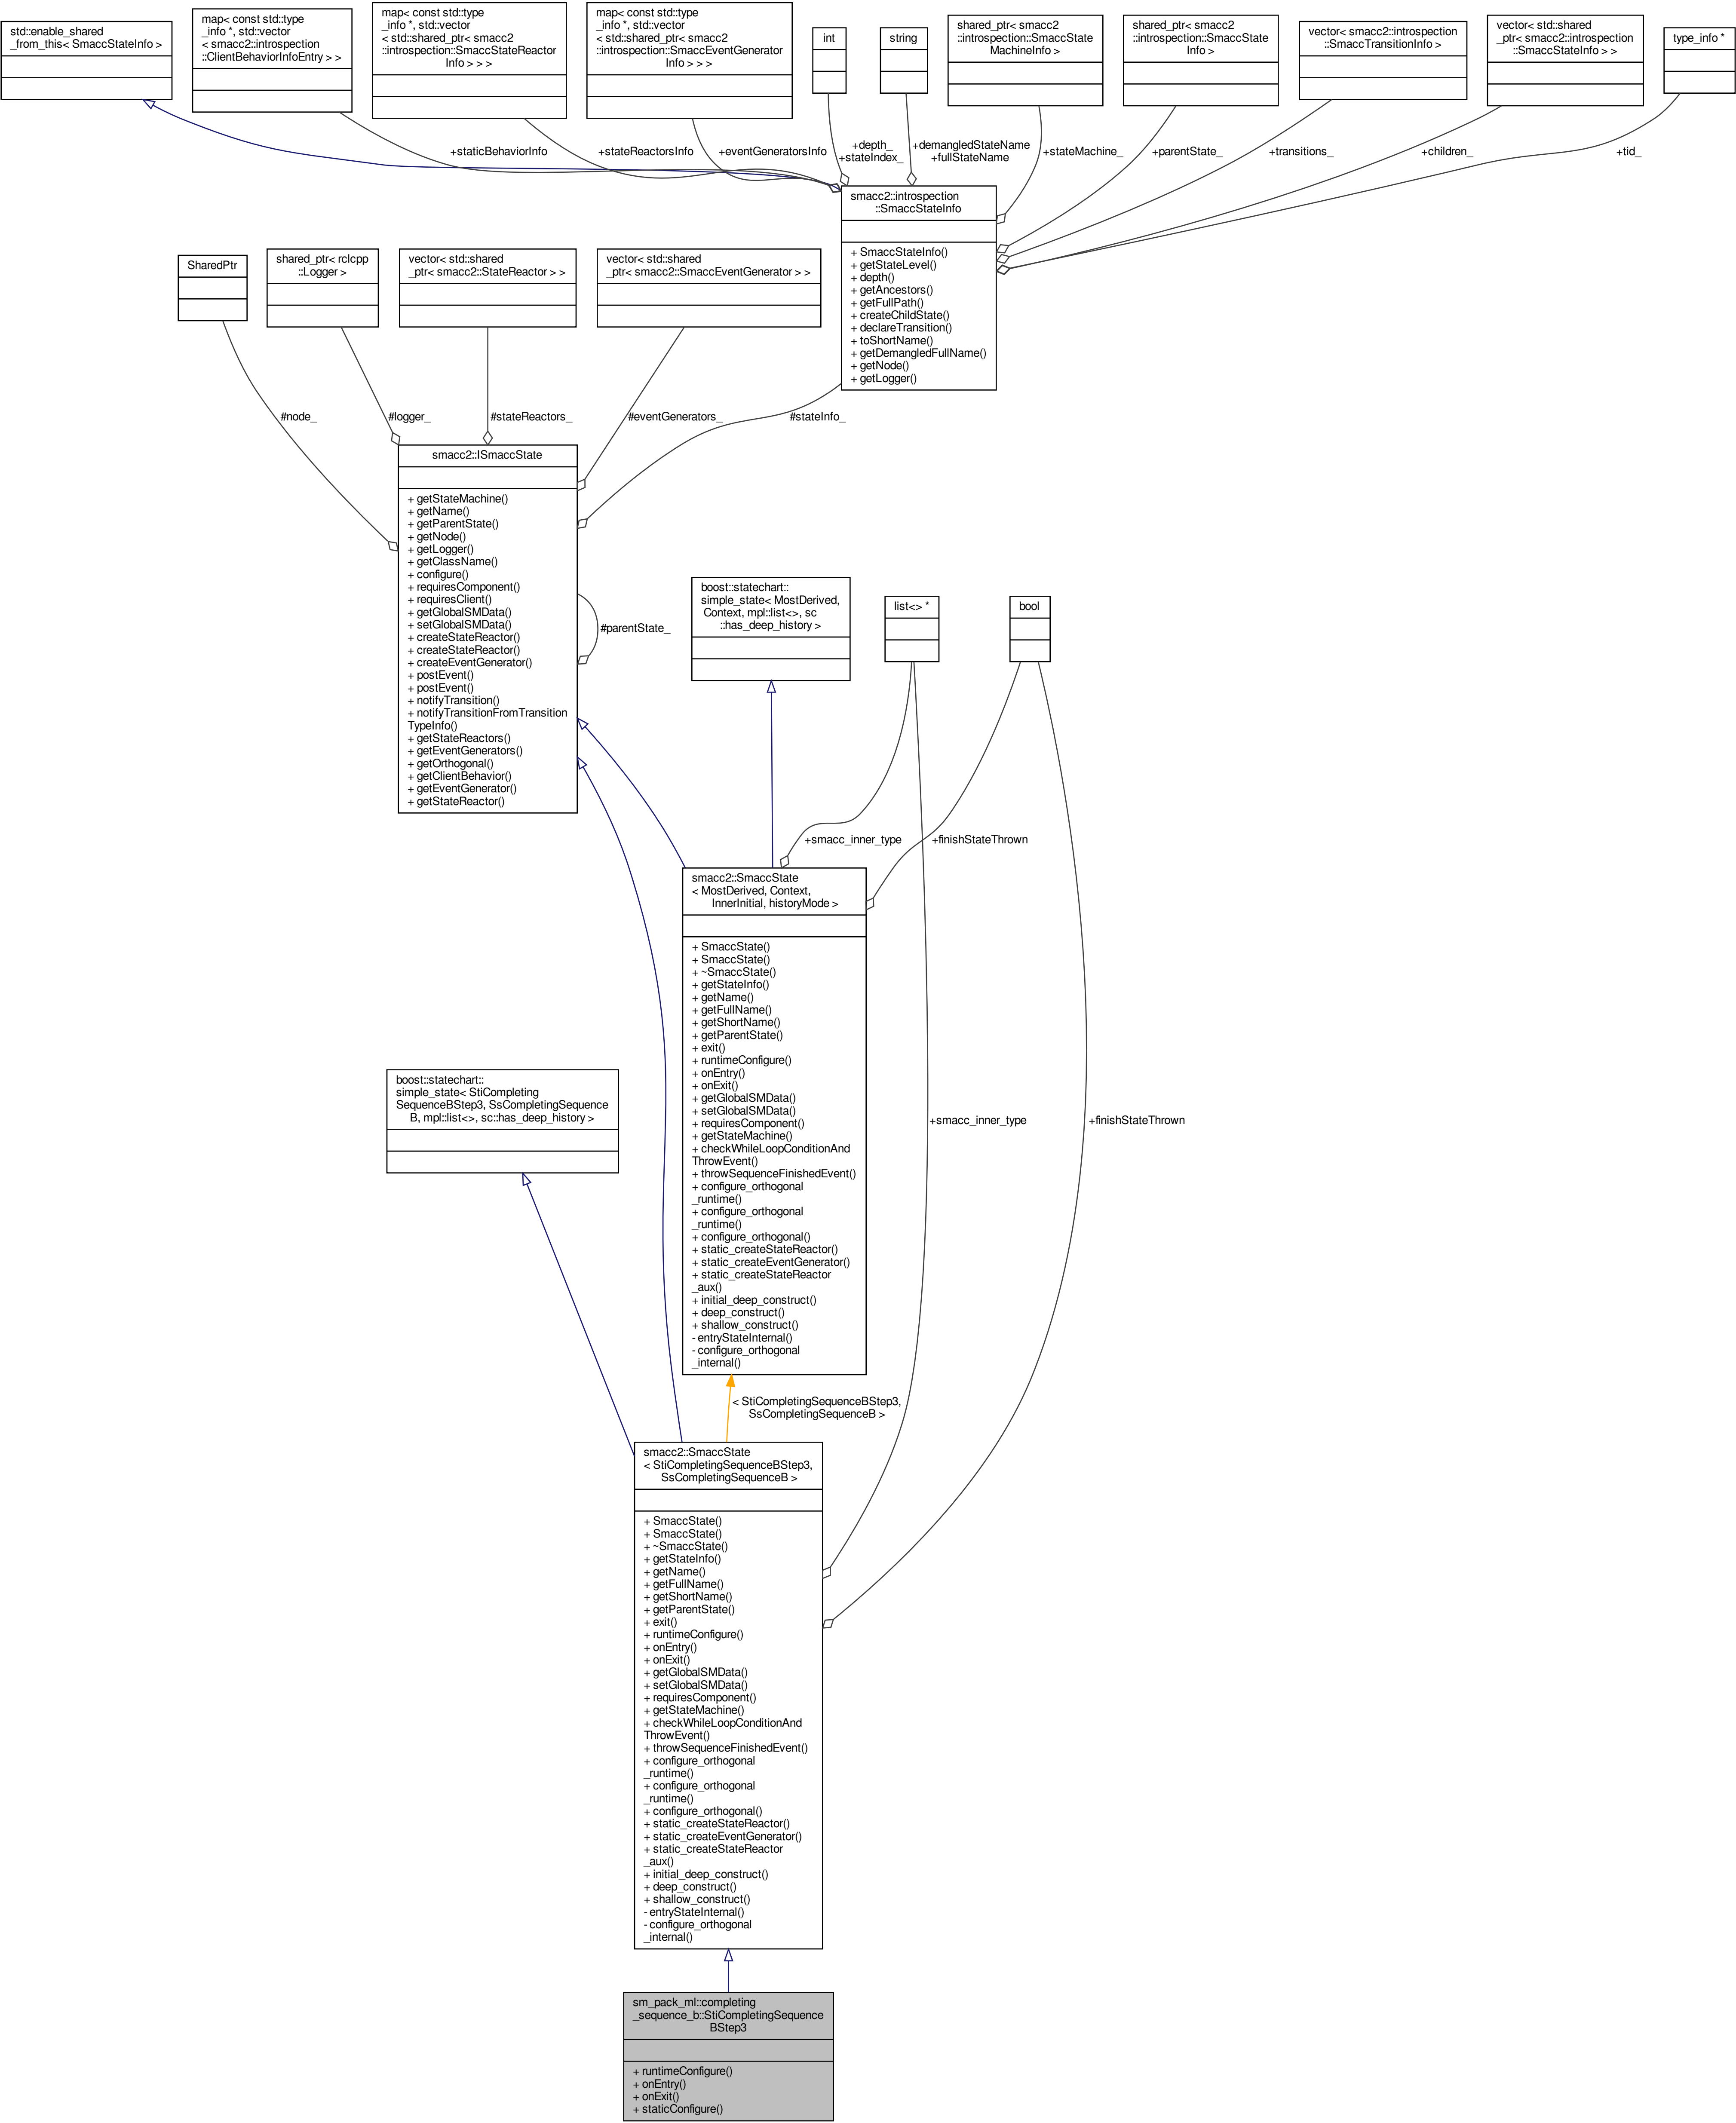 std::enable_shared
_from_this< SmaccStateInfo >
map< const std::type
_info *, std::vector
< smacc2::introspection
::ClientBehaviorInfoEntry > >
map< const std::type
_info *, std::vector
< std::shared_ptr< smacc2
::introspection::SmaccStateReactor
Info > > >
map< const std::type
_info *, std::vector
< std::shared_ptr< smacc2
::introspection::SmaccEventGenerator
Info > > >
int
string
shared_ptr< smacc2
::introspection::SmaccState
MachineInfo >
shared_ptr< smacc2
::introspection::SmaccState
Info >
vector< smacc2::introspection
::SmaccTransitionInfo >
vector< std::shared
_ptr< smacc2::introspection
::SmaccStateInfo > >
type_info *
+staticBehaviorInfo
+stateReactorsInfo
+eventGeneratorsInfo
+depth_
+stateIndex_
+demangledStateName
+fullStateName
+stateMachine_
+parentState_
+transitions_
+children_
+tid_
smacc2::introspection
::SmaccStateInfo
+ SmaccStateInfo()
+ getStateLevel()
+ depth()
+ getAncestors()
+ getFullPath()
+ createChildState()
+ declareTransition()
+ toShortName()
+ getDemangledFullName()
+ getNode()
+ getLogger()
SharedPtr
shared_ptr< rclcpp
::Logger >
vector< std::shared
_ptr< smacc2::StateReactor > >
vector< std::shared
_ptr< smacc2::SmaccEventGenerator > >
#node_
#logger_
#stateReactors_
#eventGenerators_
#stateInfo_
smacc2::ISmaccState
+ getStateMachine()
+ getName()
+ getParentState()
+ getNode()
+ getLogger()
+ getClassName()
+ configure()
+ requiresComponent()
+ requiresClient()
+ getGlobalSMData()
+ setGlobalSMData()
+ createStateReactor()
+ createStateReactor()
+ createEventGenerator()
+ postEvent()
+ postEvent()
+ notifyTransition()
+ notifyTransitionFromTransition
TypeInfo()
+ getStateReactors()
+ getEventGenerators()
+ getOrthogonal()
+ getClientBehavior()
+ getEventGenerator()
+ getStateReactor()
#parentState_
boost::statechart::
simple_state< MostDerived,
Context, mpl::list<>, sc
::has_deep_history >
list<> *
bool
+smacc_inner_type
+finishStateThrown
smacc2::SmaccState
< MostDerived, Context,
InnerInitial, historyMode >
+ SmaccState()
+ SmaccState()
+ ~SmaccState()
+ getStateInfo()
+ getName()
+ getFullName()
+ getShortName()
+ getParentState()
+ exit()
+ runtimeConfigure()
+ onEntry()
+ onExit()
+ getGlobalSMData()
+ setGlobalSMData()
+ requiresComponent()
+ getStateMachine()
+ checkWhileLoopConditionAnd
ThrowEvent()
+ throwSequenceFinishedEvent()
+ configure_orthogonal
_runtime()
+ configure_orthogonal
_runtime()
+ configure_orthogonal()
+ static_createStateReactor()
+ static_createEventGenerator()
+ static_createStateReactor
_aux()
+ initial_deep_construct()
+ deep_construct()
+ shallow_construct()
- entryStateInternal()
- configure_orthogonal
_internal()
boost::statechart::
simple_state< StiCompleting
SequenceBStep3, SsCompletingSequence
B, mpl::list<>, sc::has_deep_history >
+smacc_inner_type
+finishStateThrown
< StiCompletingSequenceBStep3,
SsCompletingSequenceB >
smacc2::SmaccState
< StiCompletingSequenceBStep3,
SsCompletingSequenceB >
+ SmaccState()
+ SmaccState()
+ ~SmaccState()
+ getStateInfo()
+ getName()
+ getFullName()
+ getShortName()
+ getParentState()
+ exit()
+ runtimeConfigure()
+ onEntry()
+ onExit()
+ getGlobalSMData()
+ setGlobalSMData()
+ requiresComponent()
+ getStateMachine()
+ checkWhileLoopConditionAnd
ThrowEvent()
+ throwSequenceFinishedEvent()
+ configure_orthogonal
_runtime()
+ configure_orthogonal
_runtime()
+ configure_orthogonal()
+ static_createStateReactor()
+ static_createEventGenerator()
+ static_createStateReactor
_aux()
+ initial_deep_construct()
+ deep_construct()
+ shallow_construct()
- entryStateInternal()
- configure_orthogonal
_internal()
sm_pack_ml::completing
_sequence_b::StiCompletingSequence
BStep3
+ runtimeConfigure()
+ onEntry()
+ onExit()
+ staticConfigure()